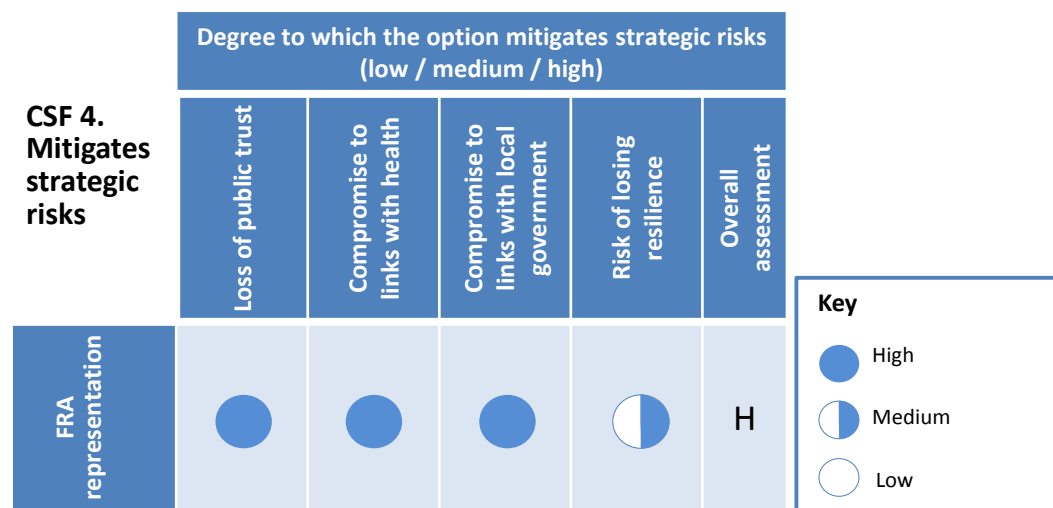 Degree to which the option mitigates strategic risks
(low / medium / high)
CSF 4.
Mitigates
strategic
risks
Loss of public trust
Compromise to
links with health
Compromise to
links with local
government
Risk of losing
resilience
Overall
assessment
FRA
representation
H
Key
High
Medium
Low